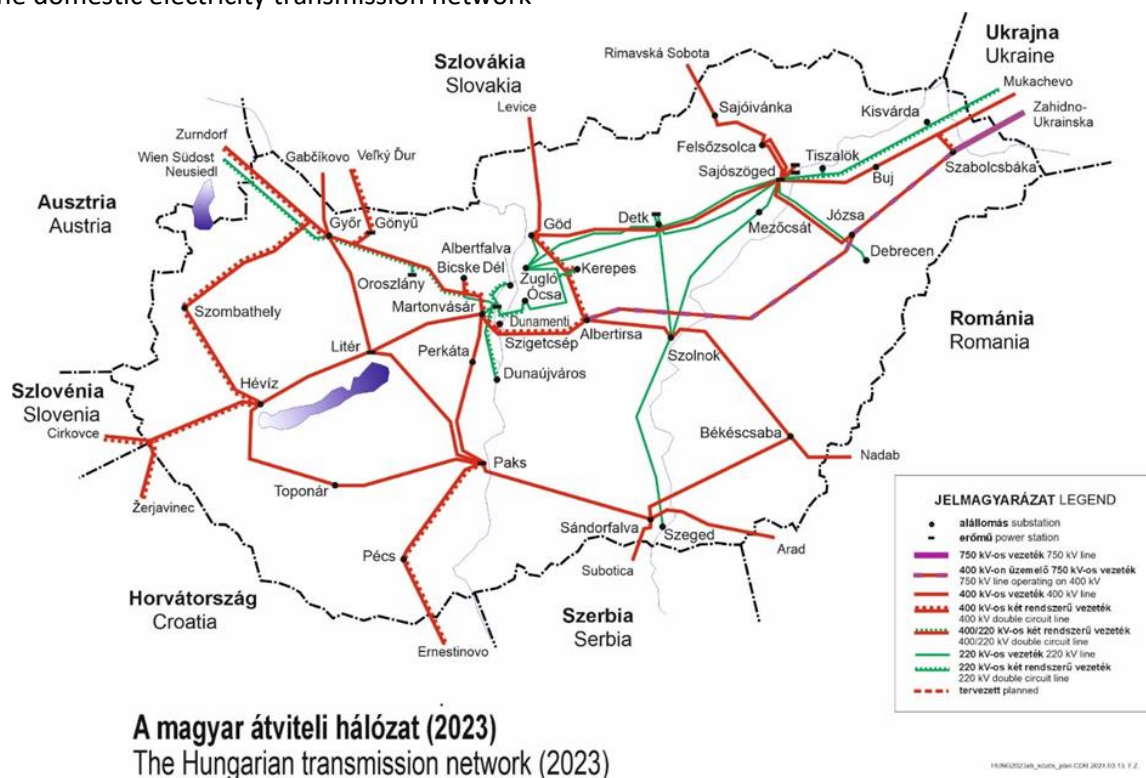 he domestic electricity transmission network
Ukrajna
Ukraine
Mukachevo
Zahidno-
Ukrainska
Rimavská Sobota
Szlovákia
Slovakia
Levice
Sajóivánka
Kisvárda
Felsőzsolca
Tiszalök
Sajószöged
Buj
Szabolcsbáka
Zurndorf
Wien Südost
Neusiedl
Gabčíkovo
Veľký Ďur
Ausztria
Austria
Győr
Gönyű
Göd
Detk
Mezőcsát
Józsa
Debrecen
Albertfalva
Bicske Dél
Oroszlány
Zugló
Kerepes
Ócsa
Martonvásár
Dunamenti
Szigetcsép
Albertirsa
Szombathely
Litér
Perkáta
Dunaújváros
Szolnok
Románia
Romania
Hévíz
Szlovénia
Slovenia
Cirkovce
Žerjavinec
Toponár
Paks
Békéscsaba
Nadab
Sándorfalva
Szeged
Arad
Subotica
Pécs
Ernestinovo
Horvátország
Croatia
Szerbia
Serbia
JELMAGYARÁZAT LEGEND
alállomás substation
erőmű power station
750 kV-os vezeték 750 kV line
400 kV-on üzemelő 750 kV-os vezeték
750 kV line operating on 400 kV
400 kV-os vezeték 400 kV line
400 kV-os két rendszerű vezeték
400 kV double circuit line
400/220 kV-os két rendszerű vezeték
400/220 kV double circuit line
220 kV-os vezeték 220 kV line
220 kV-os két rendszerű vezeték
220 kV double circuit line
tervezett planned
A magyar átviteli hálózat (2023)
The Hungarian transmission network (2023)